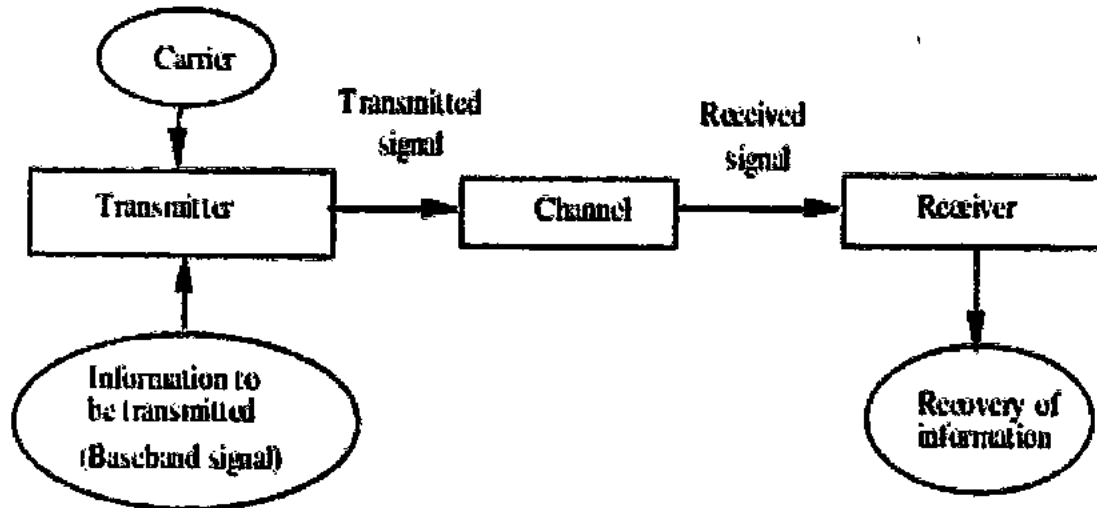 Carrier
Transmitted
signal
Received
signal
Transmitter
Channel
Receiver
Information to
be transmitted
(Baseband signal)
Recovery of
information